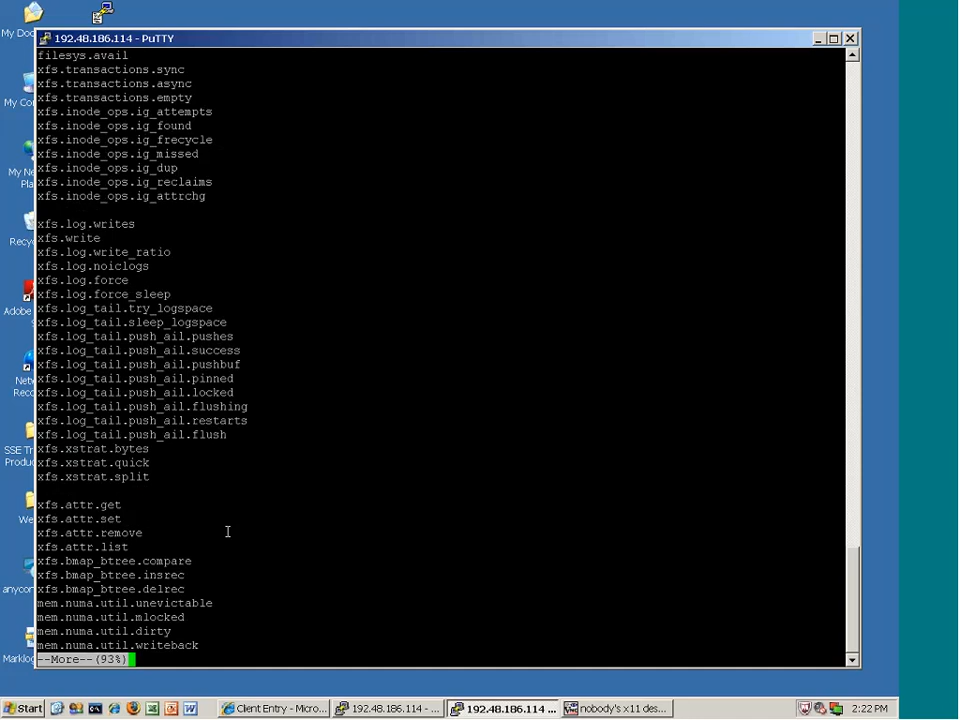 192.48.186.114 - PuTTY
My Doc
My Co
My Ne
Pla
Recy
Adobe
Netw
Reco
SSE Tr
Produ
We
anycon
Marklo
filesys.avail
xfs.transactions.sync
xfs.transactions.async
xfs.transactions.empty
xfs.inode_ops.ig_attempts
xfs.inode_ops.ig_found
xfs.inode_ops.ig_frecycle
xfs.inode_ops.ig_missed
xfs.inode_ops.ig_dup
xfs.inode_ops.ig_reclaims
xfs.inode_ops.ig_attrchg
xfs.log.writes
xfs.write
xfs.log.write_ratio
xfs.log.noiclogs
xfs.log.force
xfs.log.force_sleep
xfs.log_tail.try_logspace
xfs.log_tail.sleep_logspace
xfs.log_tail.push_ail.pushes
xfs.log_tail.push_ail.success
xfs.log_tail.push_ail.pushbuf
xfs.log_tail.push_ail.pinned
xfs.log_tail.push_ail.locked
xfs.log_tail.push_ail.flushing
xfs.log_tail.push_ail.restarts
xfs.log_tail.push_ail.flush
xfs.xstrat.bytes
xfs.xstrat.quick
xfs.xstrat.split
xfs.attr.get
xfs.attr.set
xfs.attr.remove
xfs.attr.list
xfs.bmap_btree.compare
xfs.bmap_btree.insrec
xfs.bmap_btree.delrec
mem.numa.util.unevictable
mem.numa.util.mlocked
mem.numa.util.dirty
mem.numa.util.writeback
--More--(93%)
Start
Client Entry - Micro...
192.48.186.114 - ...
192.48.186.114 ...
nobody's x11 des...
2:22 PM